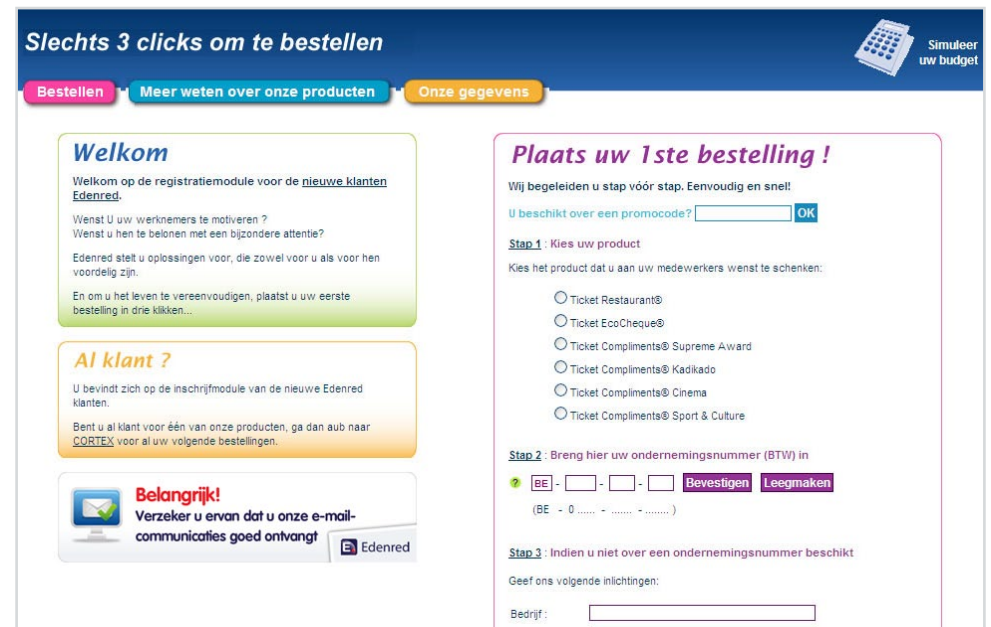 Slechts 3 clicks om te bestellen
Simuleer
uw budget
Bestellen
Meer weten over onze producten
Onze gegevens
Welkom
Welkom op de registratiemodule voor de nieuwe klanten
Edenred.
Wenst U uw werknemers te motiveren ?
Wenst u hen te belonen met een bijzondere attentie?
Edenred stelt u oplossingen voor, die zowel voor u als voor hen
voordelig zijn.
En om u het leven te vereenvoudigen, plaatst u uw eerste
bestelling in drie klikken...
Al klant ?
U bevindt zich op de inschrijfmodule van de nieuwe Edenred
klanten.
Bent u al klant voor één van onze producten, ga dan aub naar
CORTEX voor al uw volgende bestellingen.
Belangrijk!
Verzeker u ervan dat u onze e-mail-
communicaties goed ontvangt
Edenred
Plaats uw 1ste bestelling !
Wij begeleiden u stap vóór stap. Eenvoudig en snel!
U beschikt over een promocode? OK
Stap 1 : Kies uw product
Kies het product dat u aan uw medewerkers wenst te schenken:
Ticket Restaurant®
Ticket EcoCheque®
Ticket Compliments® Supreme Award
Ticket Compliments® Kadikado
Ticket Compliments® Cinema
Ticket Compliments® Sport & Culture
Stap 2 : Breng hier uw ondernemingsnummer (BTW) in
? BE - - - Bevestigen Leegmaken
(BE - 0 ...... - ....... - ........ )
Stap 3 : Indien u niet over een ondernemingsnummer beschikt
Geef ons volgende inlichtingen:
Bedrijf :